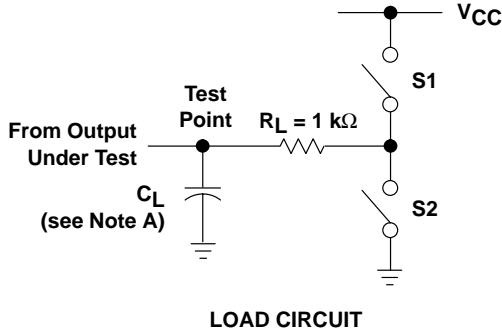 VCC
S1
Test
Point
RL = 1 kΩ
From Output
Under Test
CL
(see Note A)
S2
LOAD CIRCUIT